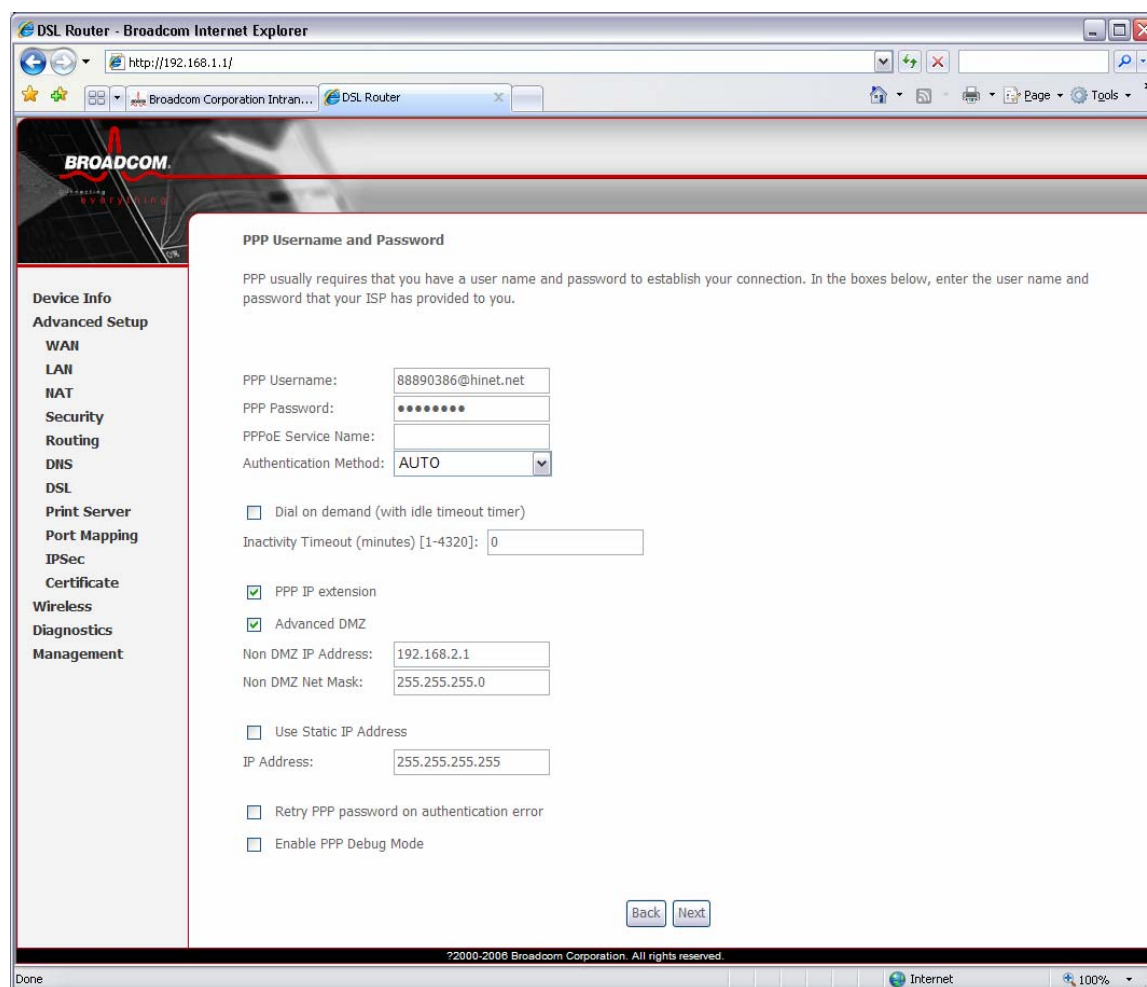 DSL Router - Broadcom Internet Explorer
http://192.168.1.1/
Broadcom Corporation Intran...
DSL Router
Page
Tools
BROADCOM.
Connecting
everything
PPP Username and Password
PPP usually requires that you have a user name and password to establish your connection. In the boxes below, enter the user name and
password that your ISP has provided to you.
Device Info
Advanced Setup
WAN
LAN
NAT
Security
Routing
DNS
DSL
Print Server
Port Mapping
IPSec
Certificate
Wireless
Diagnostics
Management
PPP Username: 88890386@hinet.net
PPP Password: ••••••••
PPPoE Service Name:
Authentication Method: AUTO
Dial on demand (with idle timeout timer)
Inactivity Timeout (minutes) [1-4320]: 0
PPP IP extension
Advanced DMZ
Non DMZ IP Address: 192.168.2.1
Non DMZ Net Mask: 255.255.255.0
Use Static IP Address
IP Address: 255.255.255.255
Retry PPP password on authentication error
Enable PPP Debug Mode
Back Next
?2000-2006 Broadcom Corporation. All rights reserved.
Done
Internet
100%